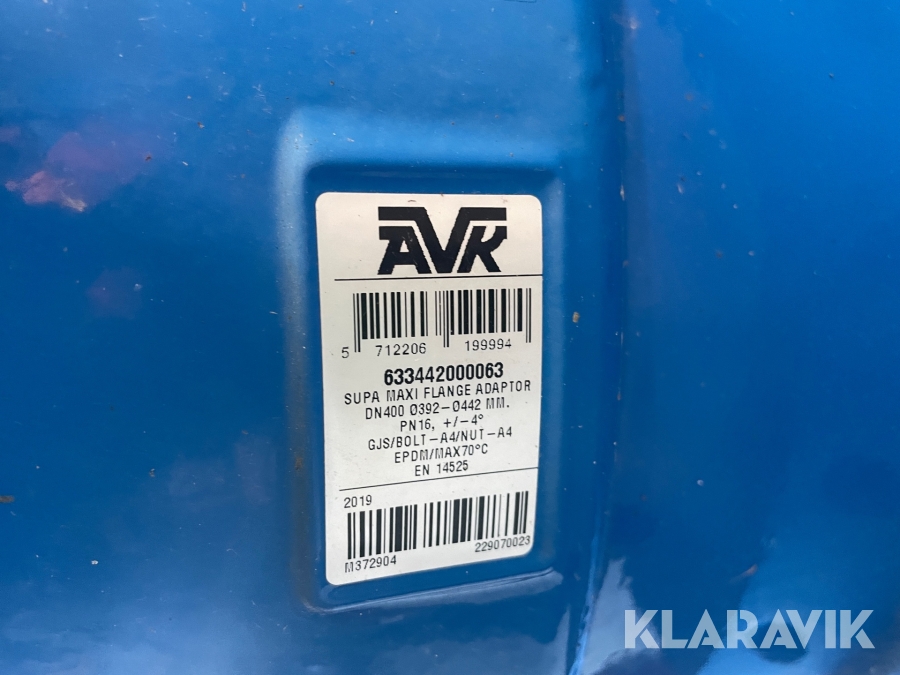 AVK
5 712206 199994
633442000063
SUPA MAXI FLANGE ADAPTOR
DN400 Ø392-Ø442 MM.
PN16, +/-4°
GJS/BOLT-A4/NUT-A4
EPDM/MAX70°C
EN 14525
2019
M372904 229070023
KLARAVIK